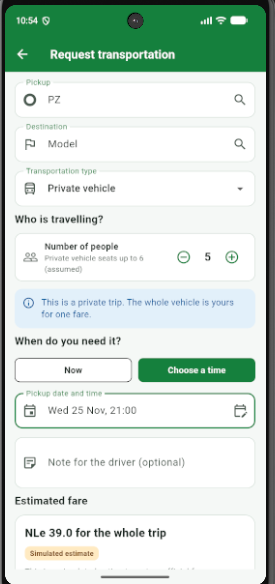 10:54
Request transportation
Pickup
PZ
Destination
Model
Transportation type
Private vehicle
Who is travelling?
Number of people
Private vehicle seats up to 6
(assumed)
5
This is a private trip. The whole vehicle is yours
for one fare.
When do you need it?
Now
Choose a time
Pickup date and time
Wed 25 Nov, 21:00
Note for the driver (optional)
Estimated fare
NLe 39.0 for the whole trip
Simulated estimate